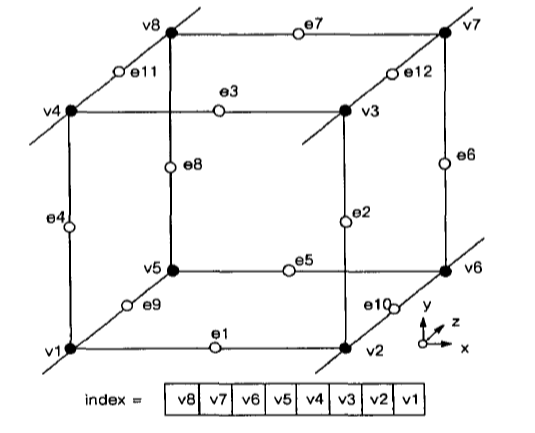 v8 e7 v7
e11 e12
e3
v4 v3
e8 e6
e4 e2
v5 e5 v6
e9 e10 y
z
e1
v1 v2 x
index = v8 v7 v6 v5 v4 v3 v2 v1